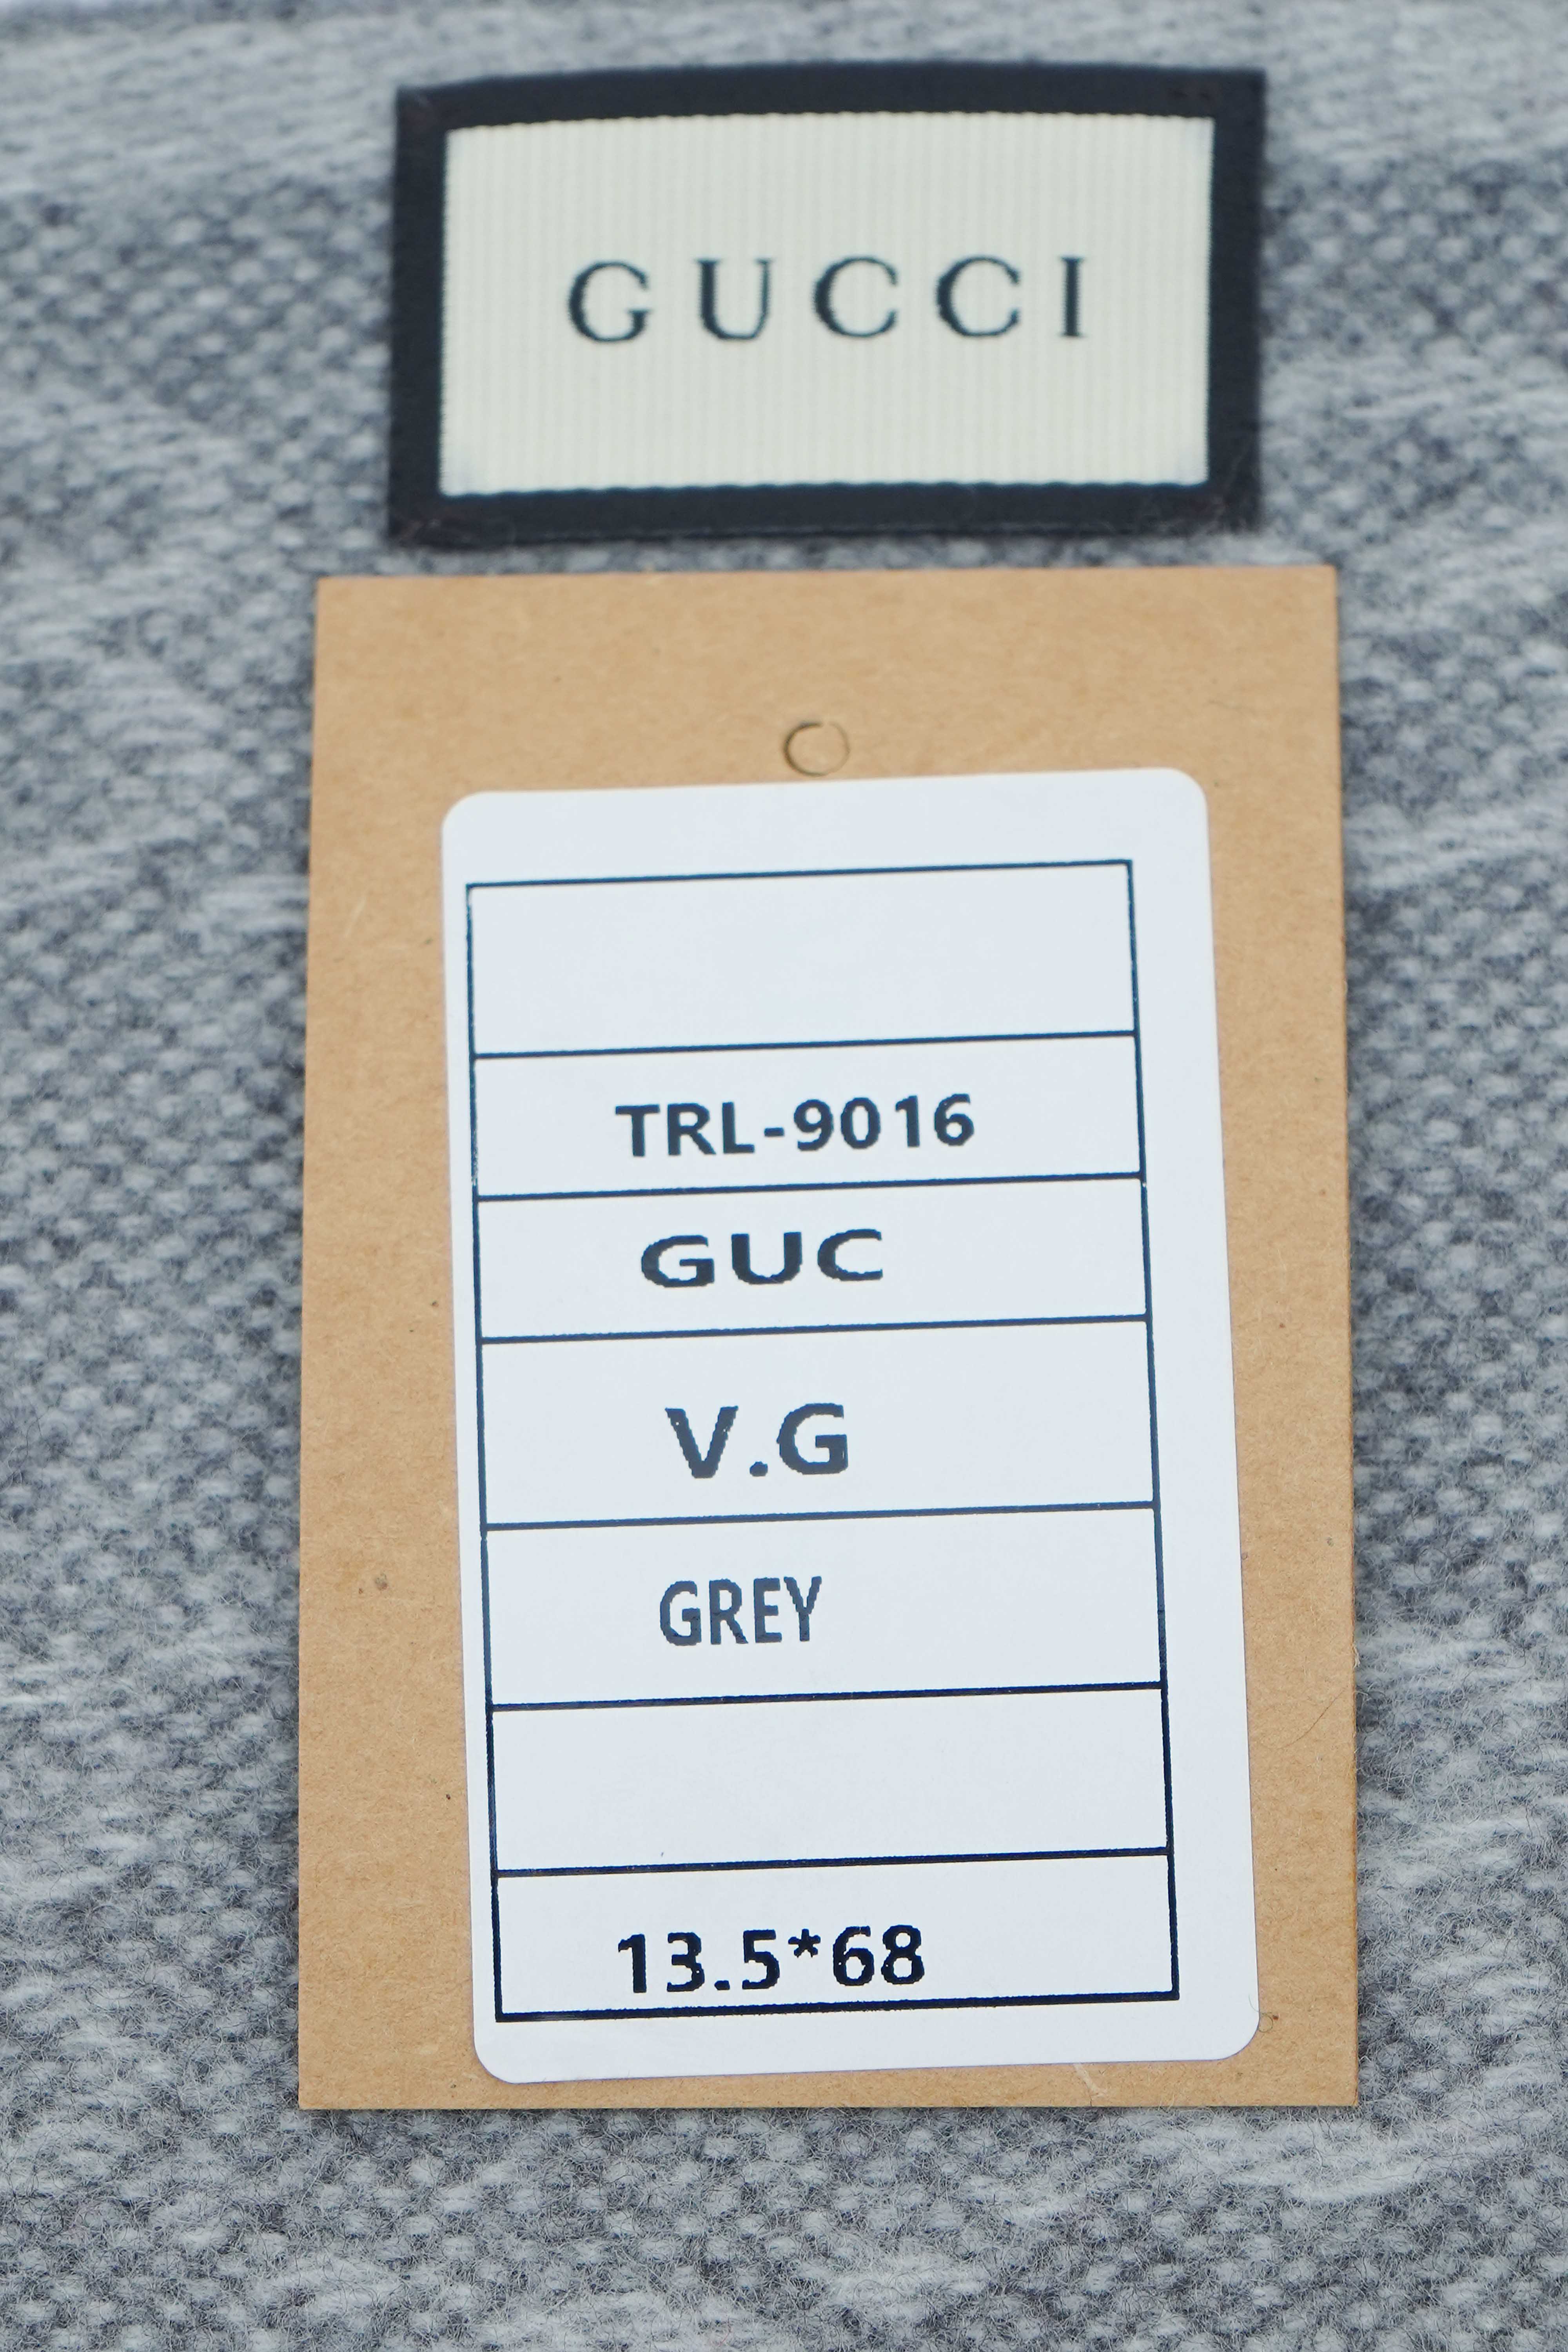 GUCCI
TRL-9016
GUC
V.G
GREY
13.5*68